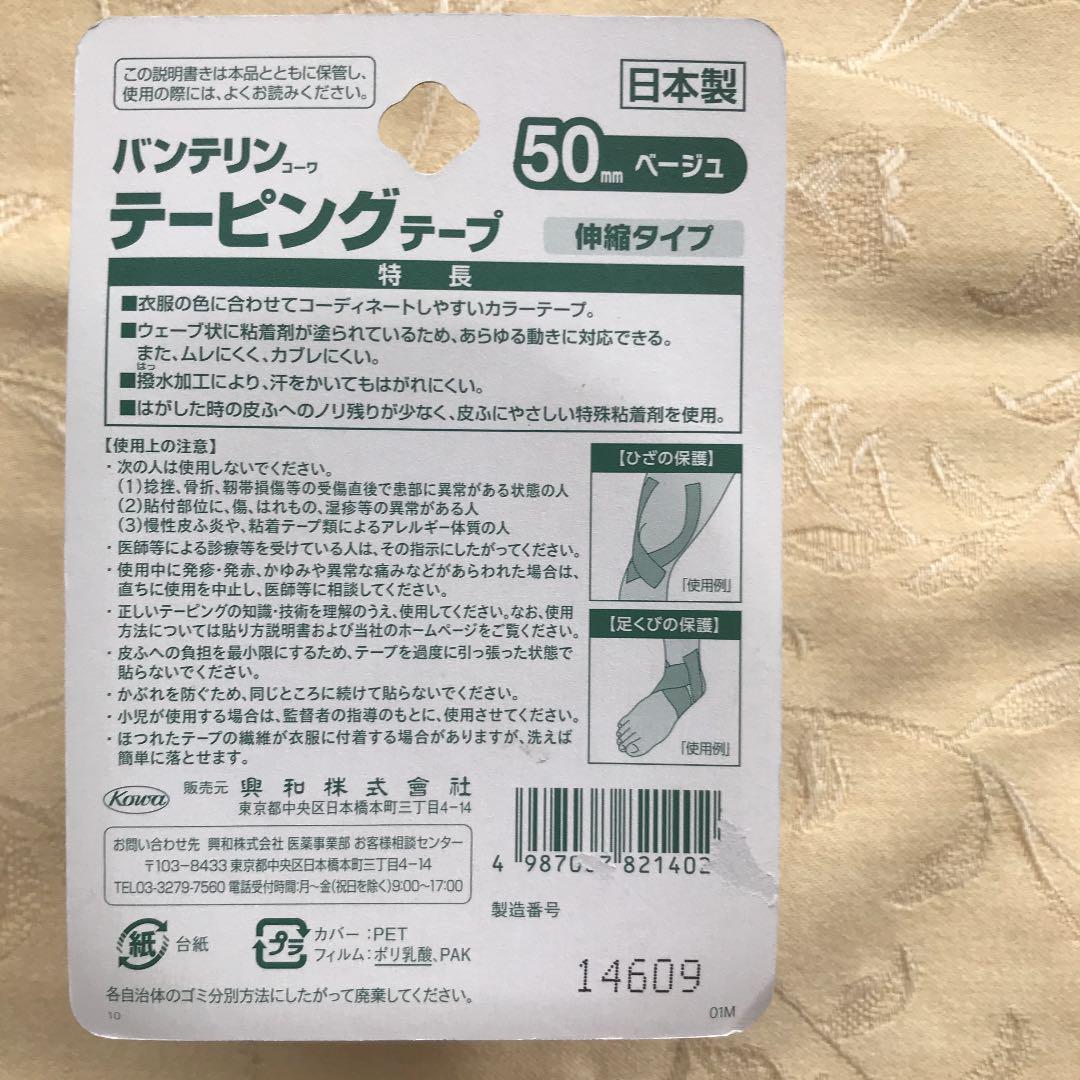 この説明書きは本品とともに保管し、
使用の際には、よくお読みください。
日本製
バンテリンコーワ
テーピングテープ
50mm ベージュ
伸縮タイプ
特長
■衣服の色に合わせてコーディネートしやすいカラーテープ。
■ウェーブ状に粘着剤が塗られているため、あらゆる動きに対応できる。
また、ムレにくく、カブレにくい。
はっ
■撥水加工により、汗をかいてもはがれにくい。
■はがした時の皮ふへのノリ残りが少なく、皮ふにやさしい特殊粘着剤を使用。
【使用上の注意】
・次の人は使用しないでください。
(1)捻挫、骨折、靭帯損傷等の受傷直後で患部に異常がある状態の人
(2)貼付部位に、傷、はれもの、湿疹等の異常がある人
(3)慢性皮ふ炎や、粘着テープ類によるアレルギー体質の人
・医師等による診療等を受けている人は、その指示にしたがってください。
・使用中に発疹・発赤、かゆみや異常な痛みなどがあらわれた場合は、
直ちに使用を中止し、医師等に相談してください。
・正しいテーピングの知識・技術を理解のうえ、使用してください。なお、使用
方法については貼り方説明書および当社のホームページをご覧ください。
・皮ふへの負担を最小限にするため、テープを過度に引っ張った状態で
貼らないでください。
・かぶれを防ぐため、同じところに続けて貼らないでください。
・小児が使用する場合は、監督者の指導のもとに、使用させてください。
・ほつれたテープの繊維が衣服に付着する場合がありますが、洗えば
簡単に落とせます。
【ひざの保護】
「使用例」
【足くびの保護】
「使用例」
Kowa
販売元 興和株式会社
東京都中央区日本橋本町三丁目4-14
お問い合わせ先 興和株式会社 医薬事業部 お客様相談センター
〒103-8433 東京都中央区日本橋本町三丁目4-14
TEL03-3279-7560 電話受付時間:月～金(祝日を除く)9:00～17:00
4 98703 82140
製造番号
14609
紙 台紙
プラ カバー:PET
フィルム:ポリ乳酸、PAK
各自治体のゴミ分別方法にしたがって廃棄してください。
10
01M